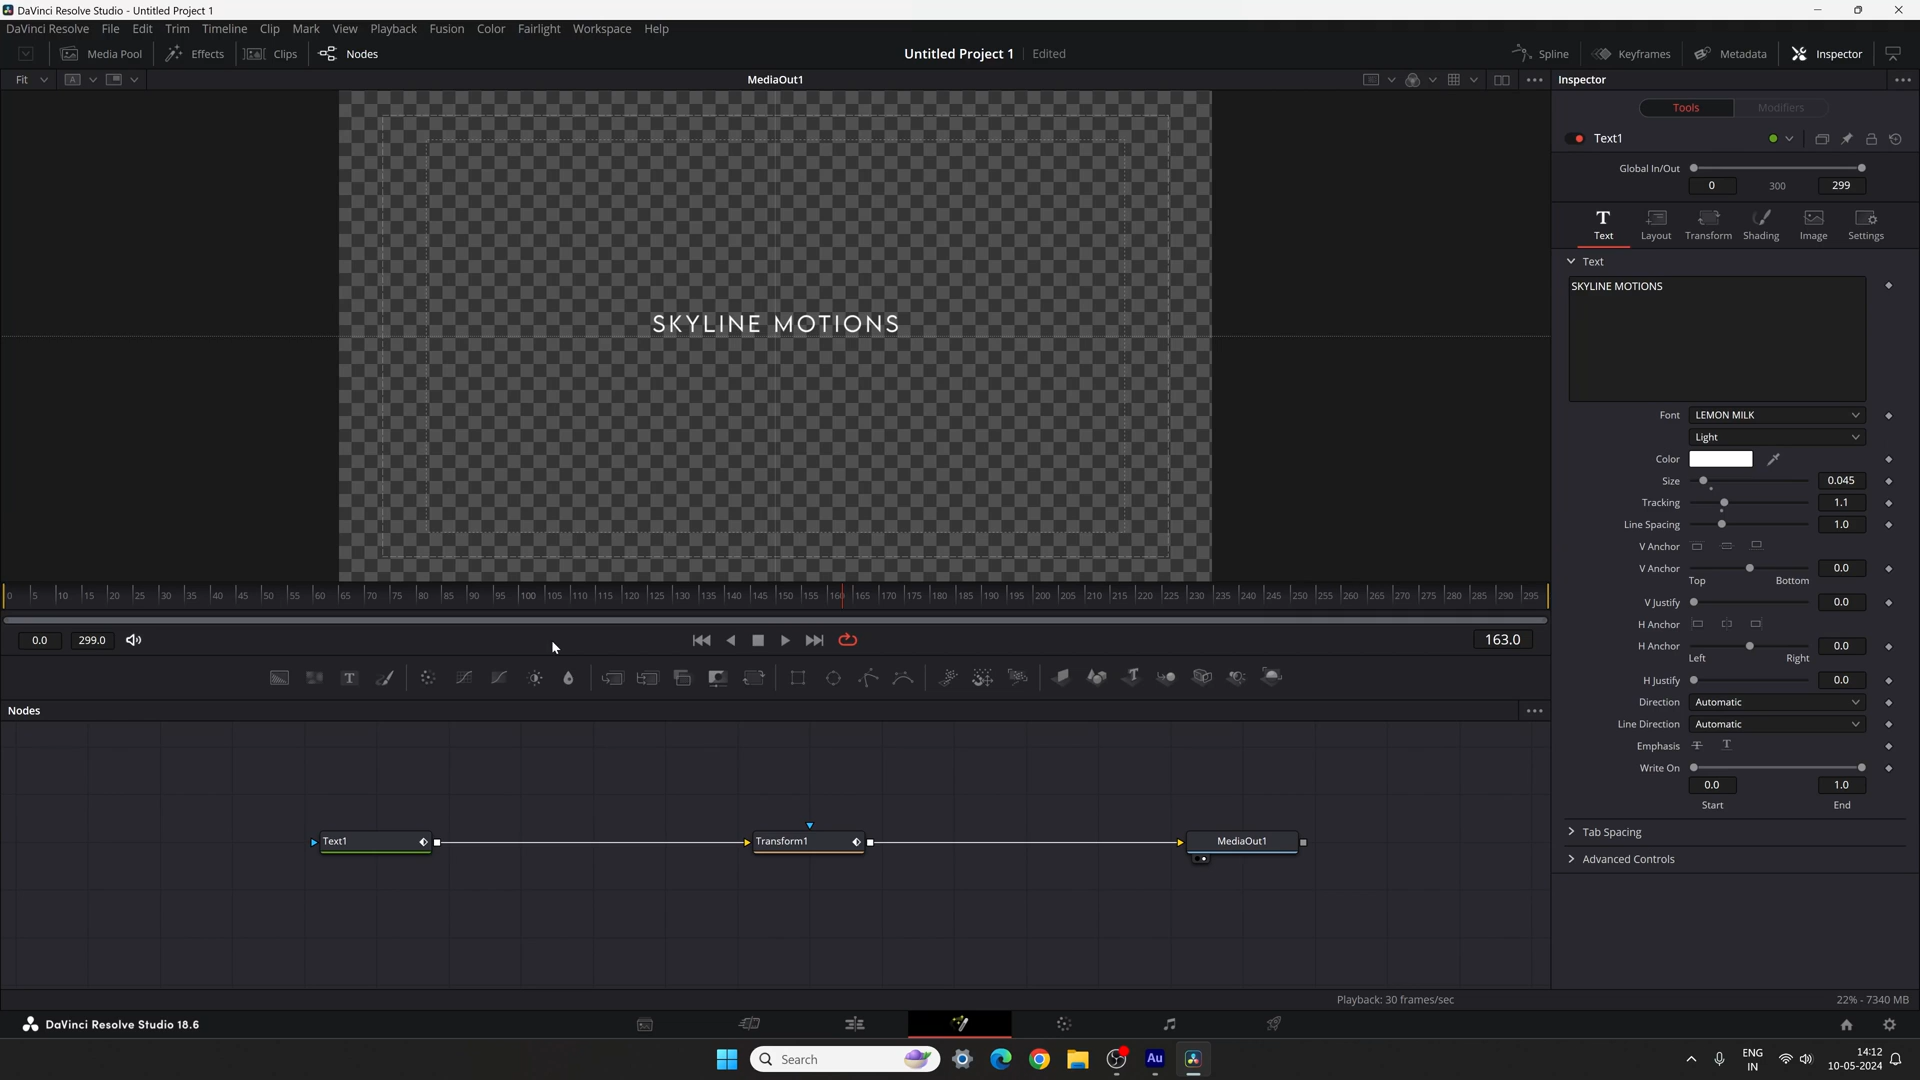 DaVinci Resolve Studio - Untitled Project 1
DaVinci Resolve File Edit Trim Timeline Clip Mark View Playback Fusion Color Fairlight Workspace Help
Media Pool Effects Clips Nodes Untitled Project 1 Edited Spline Keyframes Metadata Inspector
Fit A MediaOut1 Inspector
Tools Modifiers
Text1
Global In/Out
0 300 299
Text Layout Transform Shading Image Settings
Text
SKYLINE MOTIONS
SKYLINE MOTIONS
Font LEMON MILK
Light
Color
Size 0.045
Tracking 1.1
Line Spacing 1.0
V Anchor
V Anchor 0.0
Top Bottom
V Justify 0.0
H Anchor
H Anchor 0.0
Left Right
H Justify 0.0
Direction Automatic
Line Direction Automatic
Emphasis
Write On
0.0 1.0
Start End
Tab Spacing
Advanced Controls
0 5 10 15 20 25 30 35 40 45 50 55 60 65 70 75 80 85 90 95 100 105 110 115 120 125 130 135 140 145 150 155 160 165 170 175 180 185 190 195 200 205 210 215 220 225 230 235 240 245 250 255 260 265 270 275 280 285 290 295
0.0 299.0 163.0
Nodes
Text1 Transform1 MediaOut1
Playback: 30 frames/sec 22% - 7340 MB
DaVinci Resolve Studio 18.6
Search Au ENG
IN
14:12
10-05-2024